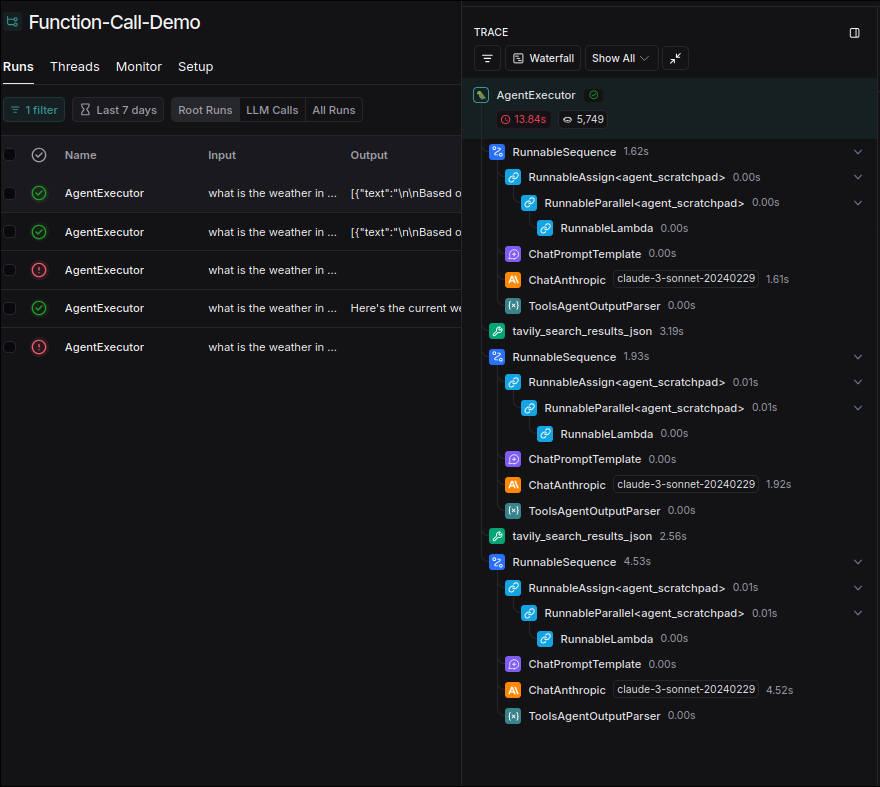 Function-Call-Demo
Runs Threads Monitor Setup
1 filter Last 7 days Root Runs LLM Calls All Runs
Name Input Output
AgentExecutor what is the weather in ... [{"text":"\n\nBased o
AgentExecutor what is the weather in ... [{"text":"\n\nBased o
AgentExecutor what is the weather in ...
AgentExecutor what is the weather in ... Here's the current we
AgentExecutor what is the weather in ...
TRACE
Waterfall Show All
AgentExecutor
13.84s 5,749
RunnableSequence 1.62s
RunnableAssign<agent_scratchpad> 0.00s
RunnableParallel<agent_scratchpad> 0.00s
RunnableLambda 0.00s
ChatPromptTemplate 0.00s
ChatAnthropic claude-3-sonnet-20240229 1.61s
ToolsAgentOutputParser 0.00s
tavily_search_results_json 3.19s
RunnableSequence 1.93s
RunnableAssign<agent_scratchpad> 0.01s
RunnableParallel<agent_scratchpad> 0.01s
RunnableLambda 0.00s
ChatPromptTemplate 0.00s
ChatAnthropic claude-3-sonnet-20240229 1.92s
ToolsAgentOutputParser 0.00s
tavily_search_results_json 2.56s
RunnableSequence 4.53s
RunnableAssign<agent_scratchpad> 0.01s
RunnableParallel<agent_scratchpad> 0.01s
RunnableLambda 0.00s
ChatPromptTemplate 0.00s
ChatAnthropic claude-3-sonnet-20240229 4.52s
ToolsAgentOutputParser 0.00s